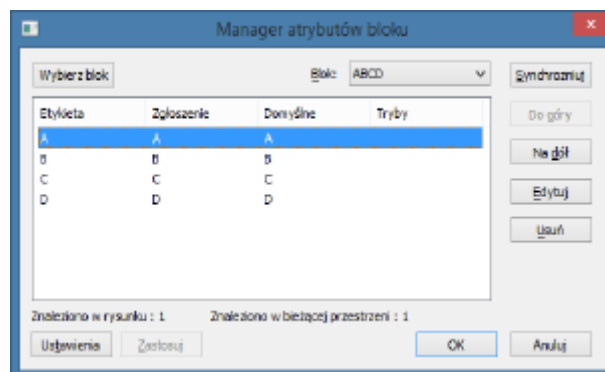 Manager atrybutów bloku
Wybierz blok Blok: ABCD Synchronizuj
Etykieta Zgłoszenie Domyślne Tryby Do góry
A A A
B B B Na dół
C C C
D D D Edytuj
Usuń
Znaleziono w rysunku : 1 Znaleziono w bieżącej przestrzeni : 1
Ustawienia Zastosuj OK Anuluj